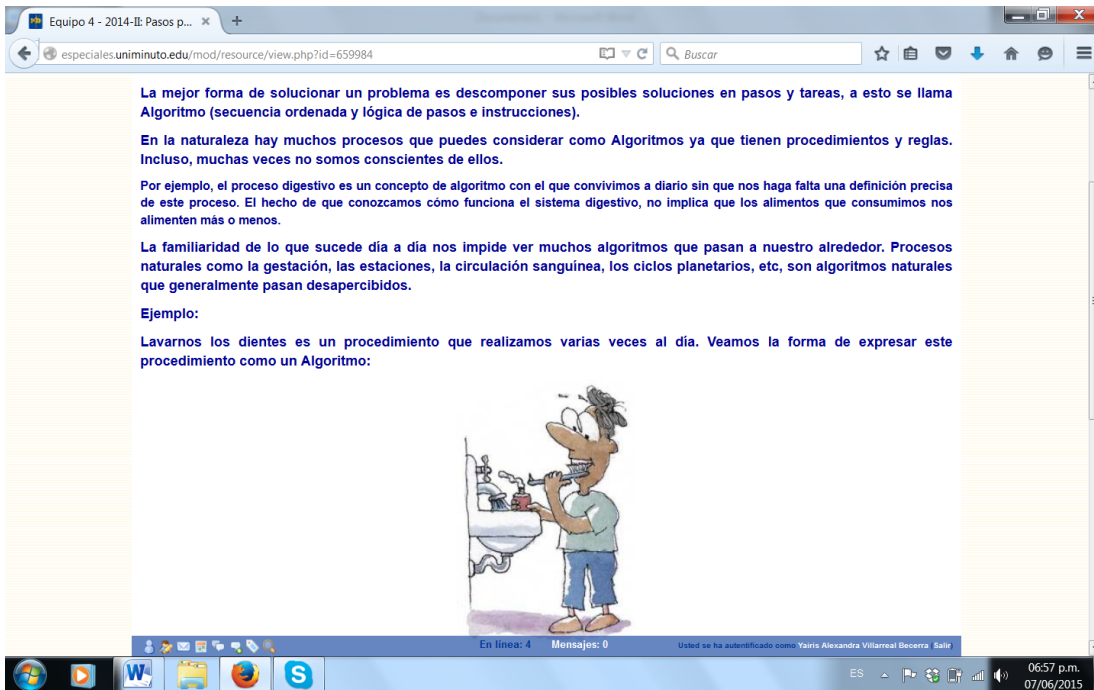 Equipo 4 - 2014-II: Pasos p...
especiales.uniminuto.edu/mod/resource/view.php?id=659984
Buscar
La mejor forma de solucionar un problema es descomponer sus posibles soluciones en pasos y tareas, a esto se llama
Algoritmo (secuencia ordenada y lógica de pasos e instrucciones).
En la naturaleza hay muchos procesos que puedes considerar como Algoritmos ya que tienen procedimientos y reglas.
Incluso, muchas veces no somos conscientes de ellos.
Por ejemplo, el proceso digestivo es un concepto de algoritmo con el que convivimos a diario sin que nos haga falta una definición precisa
de este proceso. El hecho de que conozcamos cómo funciona el sistema digestivo, no implica que los alimentos que consumimos nos
alimenten más o menos.
La familiaridad de lo que sucede día a día nos impide ver muchos algoritmos que pasan a nuestro alrededor. Procesos
naturales como la gestación, las estaciones, la circulación sanguínea, los ciclos planetarios, etc, son algoritmos naturales
que generalmente pasan desapercibidos.
Ejemplo:
Lavarnos los dientes es un procedimiento que realizamos varias veces al día. Veamos la forma de expresar este
procedimiento como un Algoritmo:
En línea: 4 Mensajes: 0 Usted se ha autentificado como Yairis Alexandra Villarreal Becerra (Salir)
ES
06:57 p.m.
07/06/2015